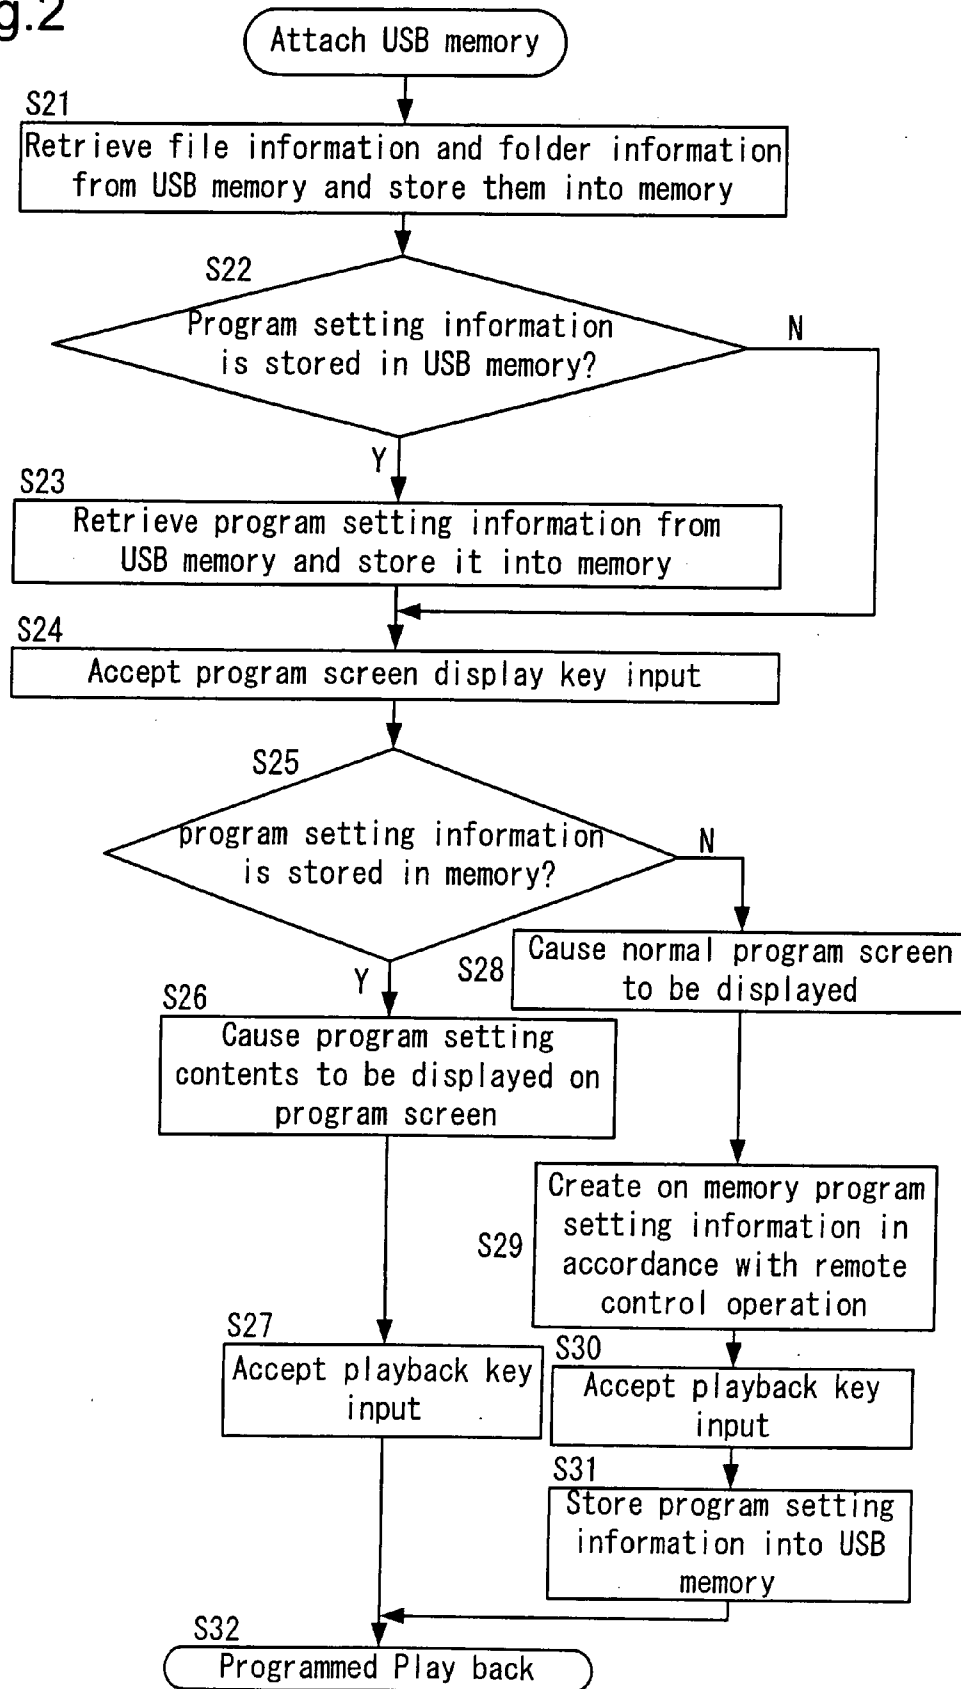 g.2
Attach USB memory
S21
Retrieve file information and folder information
from USB memory and store them into memory
S22
Program setting information
is stored in USB memory?
N
Y
S23
Retrieve program setting information from
USB memory and store it into memory
S24
Accept program screen display key input
S25
program setting information
is stored in memory?
N
Y
S28
Cause normal program screen
to be displayed
S26
Cause program setting
contents to be displayed on
program screen
S29
Create on memory program
setting information in
accordance with remote
control operation
S27
Accept playback key
input
S30
Accept playback key
input
S31
Store program setting
information into USB
memory
S32
Programmed Play back